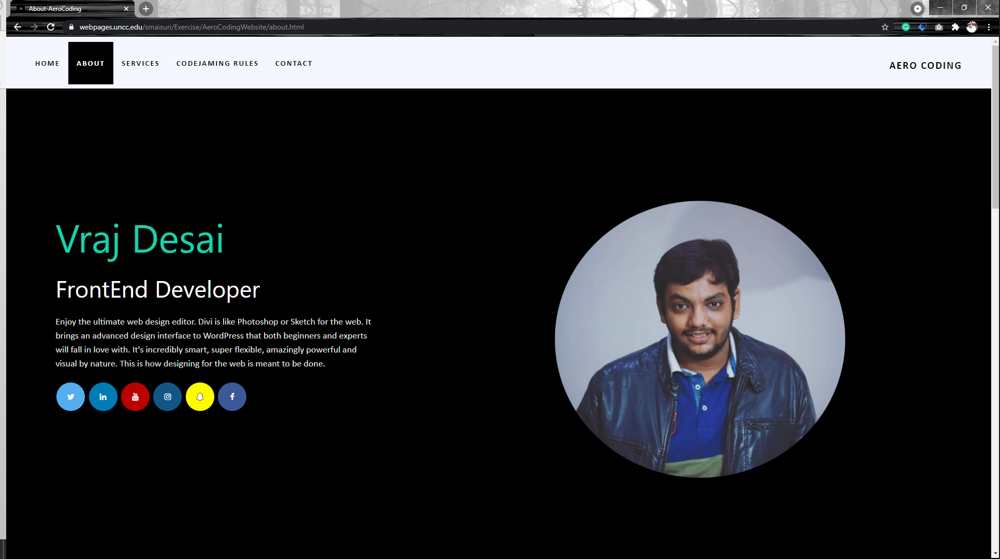 About-AeroCoding
webpages.uncc.edu/smaisuri/Exercise/AeroCodingWebsite/about.html
HOME
ABOUT
SERVICES
CODEJAMING RULES
CONTACT
AERO CODING
Vraj Desai
FrontEnd Developer
Enjoy the ultimate web design editor. Divi is like Photoshop or Sketch for the web. It
brings an advanced design interface to WordPress that both beginners and experts
will fall in love with. It's incredibly smart, super flexible, amazingly powerful and
visual by nature. This is how designing for the web is meant to be done.
in
You
Tube
f